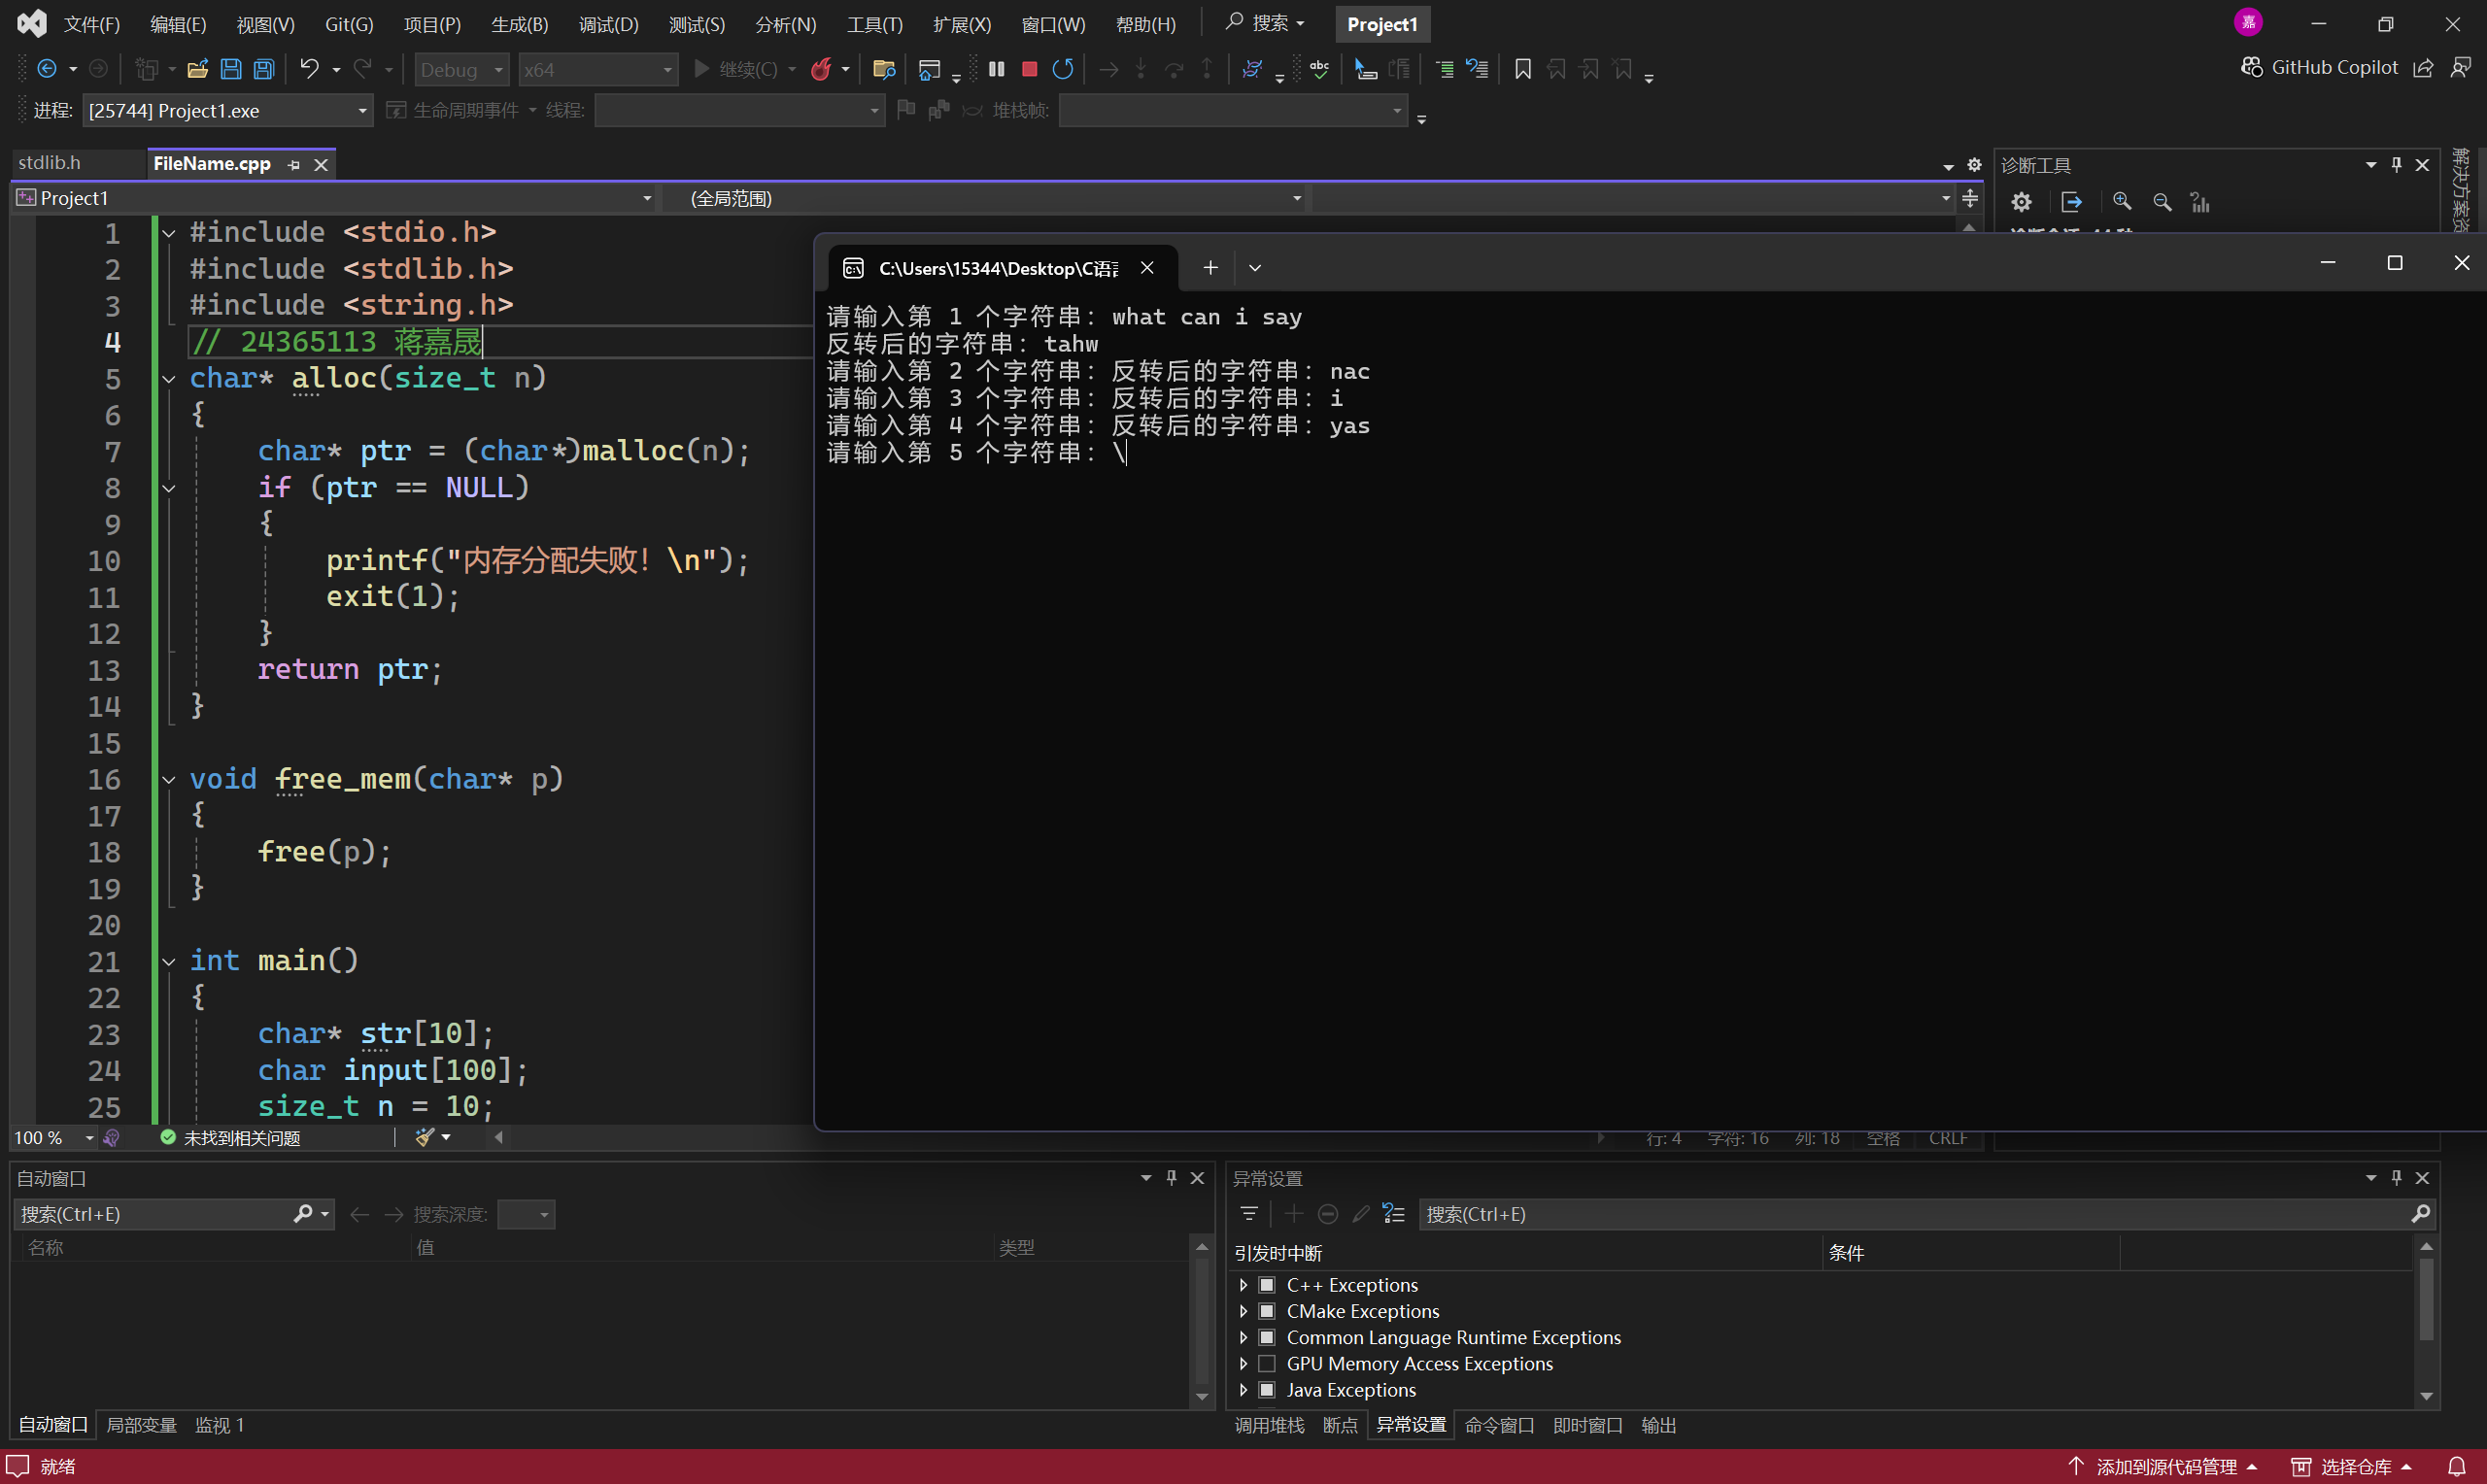 文件(F) 编辑(E) 视图(V) Git(G) 项目(P) 生成(B) 调试(D) 测试(S) 分析(N) 工具(T) 扩展(X) 窗口(W) 帮助(H) 搜索 Project1 嘉
Debug x64 继续(C) abc GitHub Copilot
进程: [25744] Project1.exe 生命周期事件 线程: 堆栈帧:
stdlib.h FileName.cpp
Project1 (全局范围)
1 #include <stdio.h>
2 #include <stdlib.h>
3 #include <string.h>
4 // 24365113 蒋嘉晟
5 char* alloc(size_t n)
6 {
7 char* ptr = (char*)malloc(n);
8 if (ptr == NULL)
9 {
10 printf("内存分配失败！\n");
11 exit(1);
12 }
13 return ptr;
14 }
15
16 void free_mem(char* p)
17 {
18 free(p);
19 }
20
21 int main()
22 {
23 char* str[10];
24 char input[100];
25 size_t n = 10;
100 % 未找到相关问题 行: 4 字符: 16 列: 18 空格 CRLF
诊断工具
解决方案资
C:\Users\15344\Desktop\C语
请输入第 1 个字符串：what can i say
反转后的字符串：tahw
请输入第 2 个字符串：反转后的字符串：nac
请输入第 3 个字符串：反转后的字符串：i
请输入第 4 个字符串：反转后的字符串：yas
请输入第 5 个字符串：\
自动窗口
搜索(Ctrl+E) 搜索深度:
名称 值 类型
自动窗口 局部变量 监视 1
异常设置
搜索(Ctrl+E)
引发时中断 条件
C++ Exceptions
CMake Exceptions
Common Language Runtime Exceptions
GPU Memory Access Exceptions
Java Exceptions
调用堆栈 断点 异常设置 命令窗口 即时窗口 输出
就绪 添加到源代码管理 选择仓库